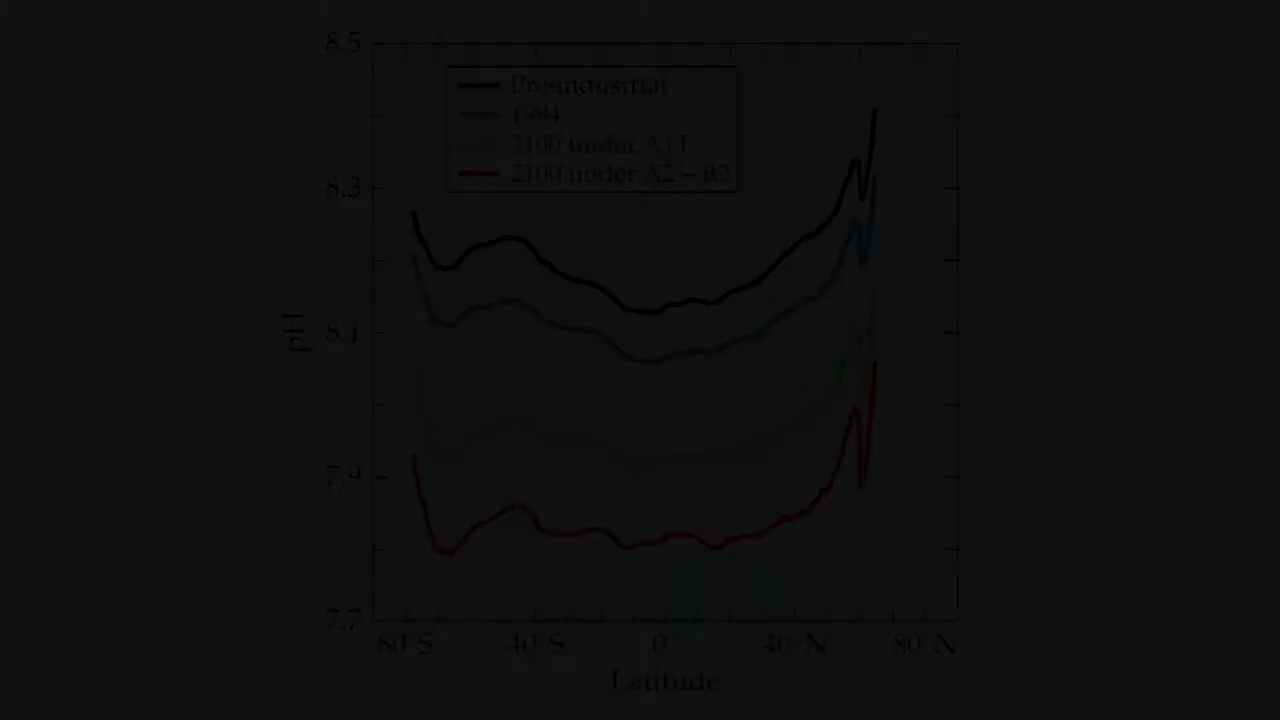 8.5
Preindustrial
1994
2100 under A1T
2100 under A2 – B2
8.3
8.1
pH
7.9
7.7
80°S 40°S 0° 40°N 80°N
Latitude